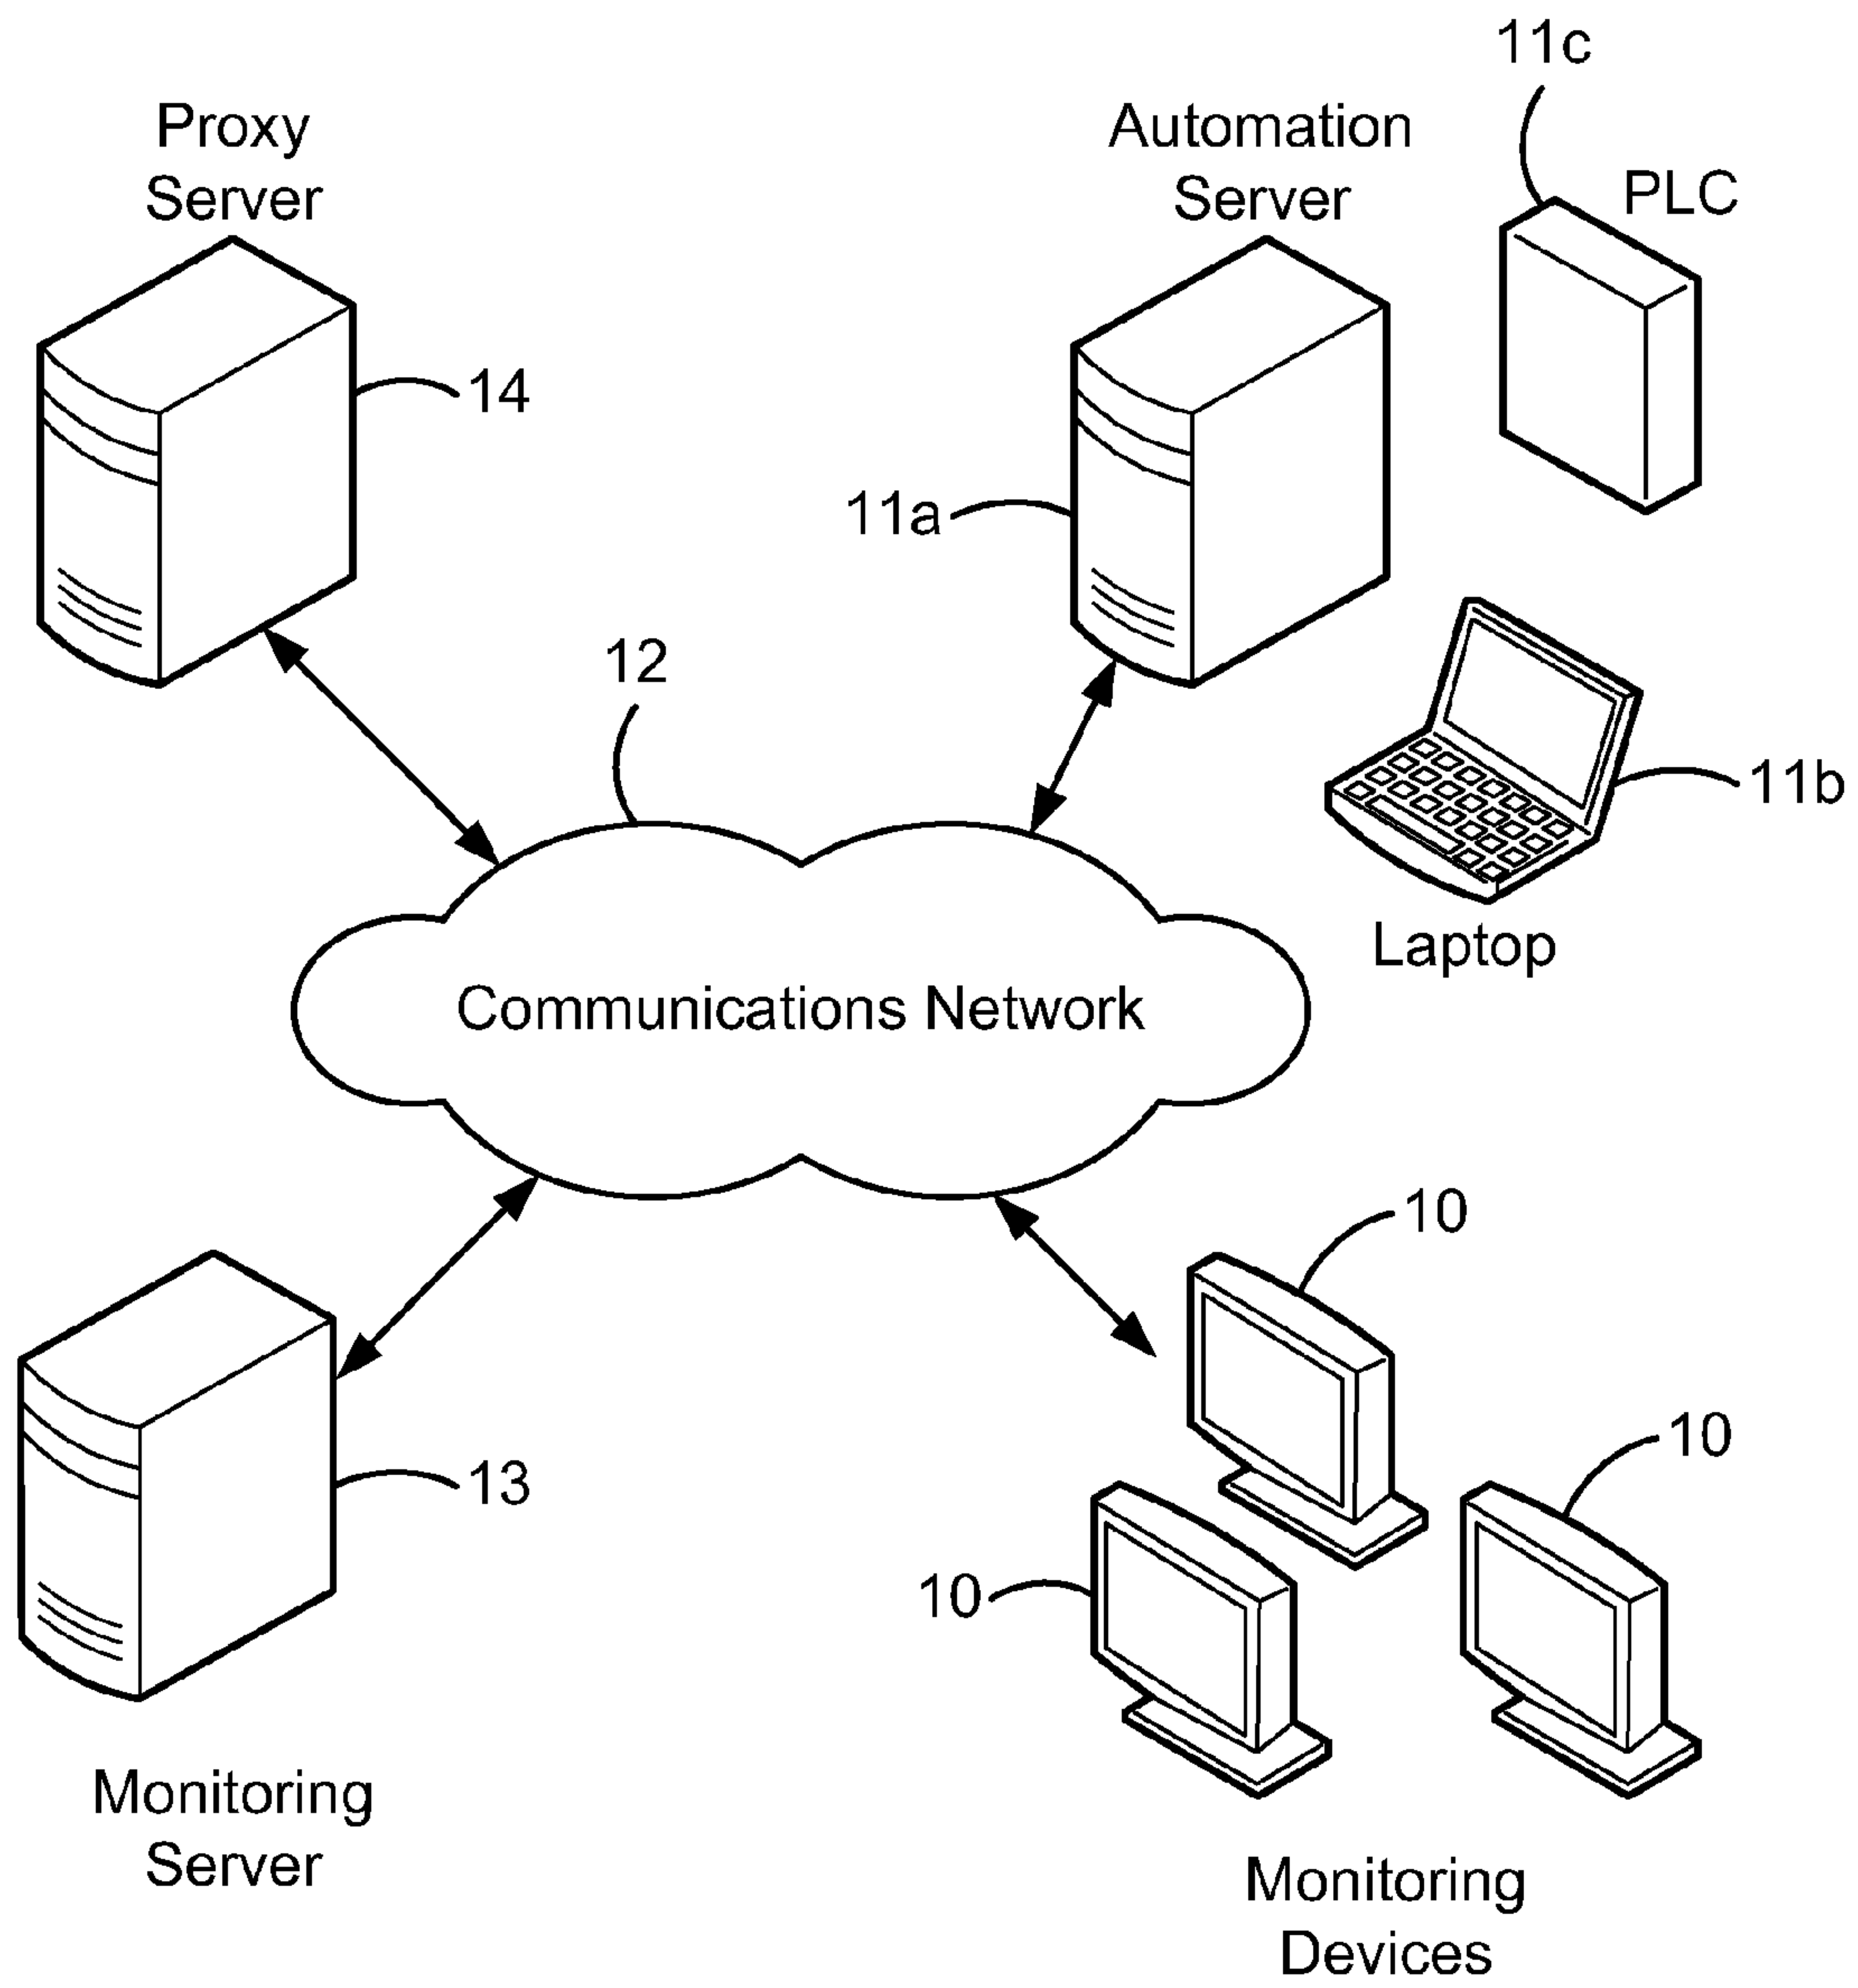 11c
Proxy
Server
Automation
Server
PLC
14
11a
12
11b
Laptop
Communications Network
10
10
13
10
Monitoring
Server
Monitoring
Devices